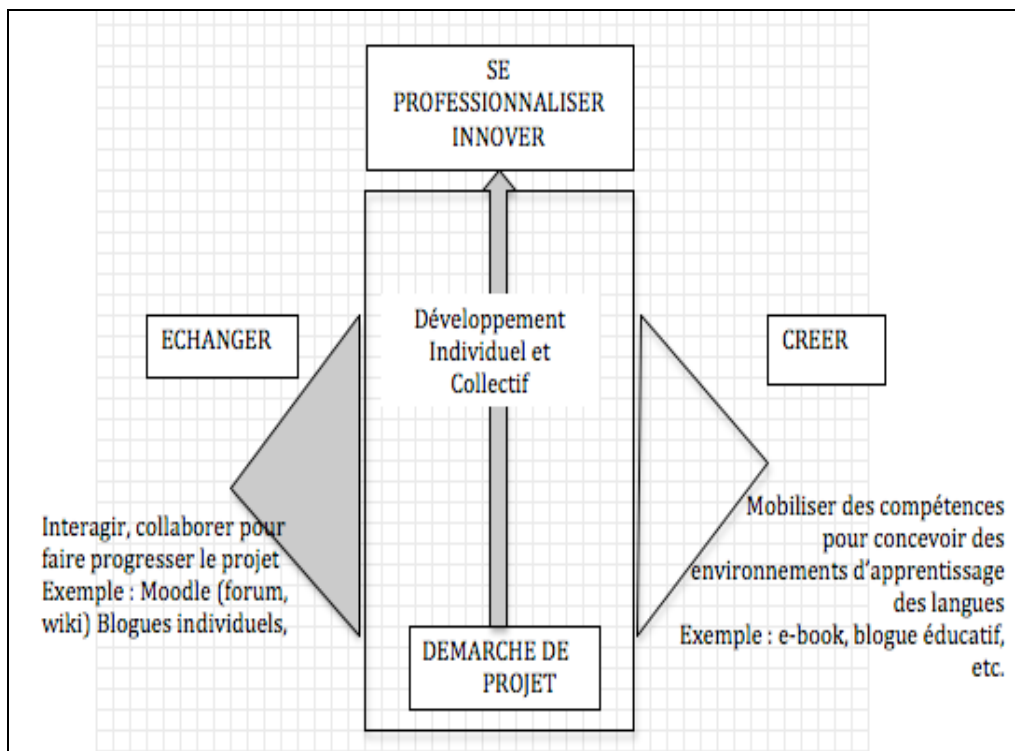 SE
PROFESSIONNALISER
INNOVER
Développement
Individuel et
Collectif
ECHANGER
CREER
Interagir, collaborer pour
faire progresser le projet
Exemple : Moodle (forum,
wiki) Blogues individuels,
Mobiliser des compétences
pour concevoir des
environnements d'apprentissage
des langues
Exemple : e-book, blogue éducatif,
etc.
DEMARCHE DE
PROJET